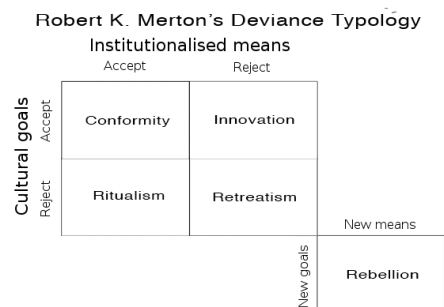 Robert K. Merton's Deviance Typology
Institutionalised means
Accept Reject
Cultural goals
Accept
Conformity Innovation
Reject
Ritualism Retreatism
New means
New goals
Rebellion